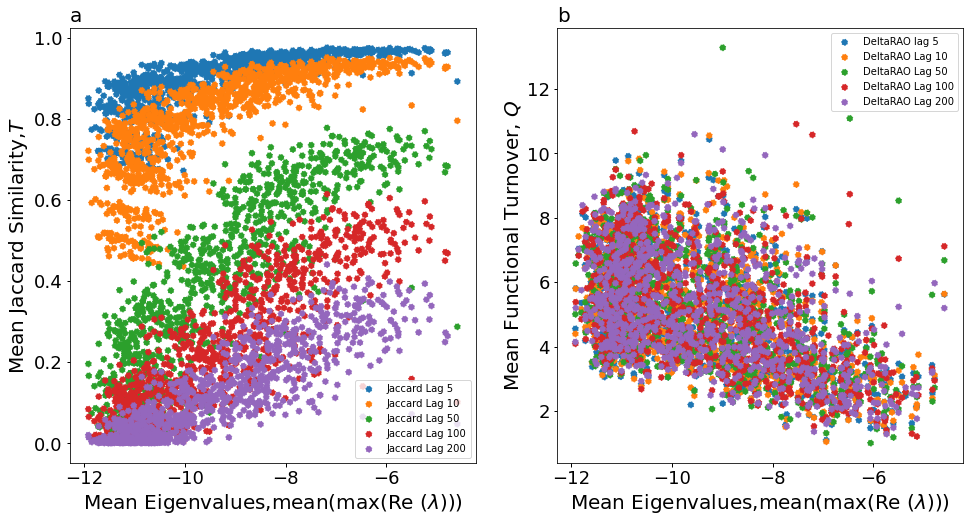 a
1.0
0.8
0.6
0.4
0.2
0.0
Mean Jaccard Similarity,T
−12
−10
−8
−6
Mean Eigenvalues,mean(max(Re (λ)))
Jaccard Lag 5
Jaccard Lag 10
Jaccard Lag 50
Jaccard Lag 100
Jaccard Lag 200
b
12
10
8
6
4
2
Mean Functional Turnover, Q
−12
−10
−8
−6
Mean Eigenvalues,mean(max(Re (λ)))
DeltaRAO lag 5
DeltaRAO Lag 10
DeltaRAO Lag 50
DeltaRAO Lag 100
DeltaRAO Lag 200